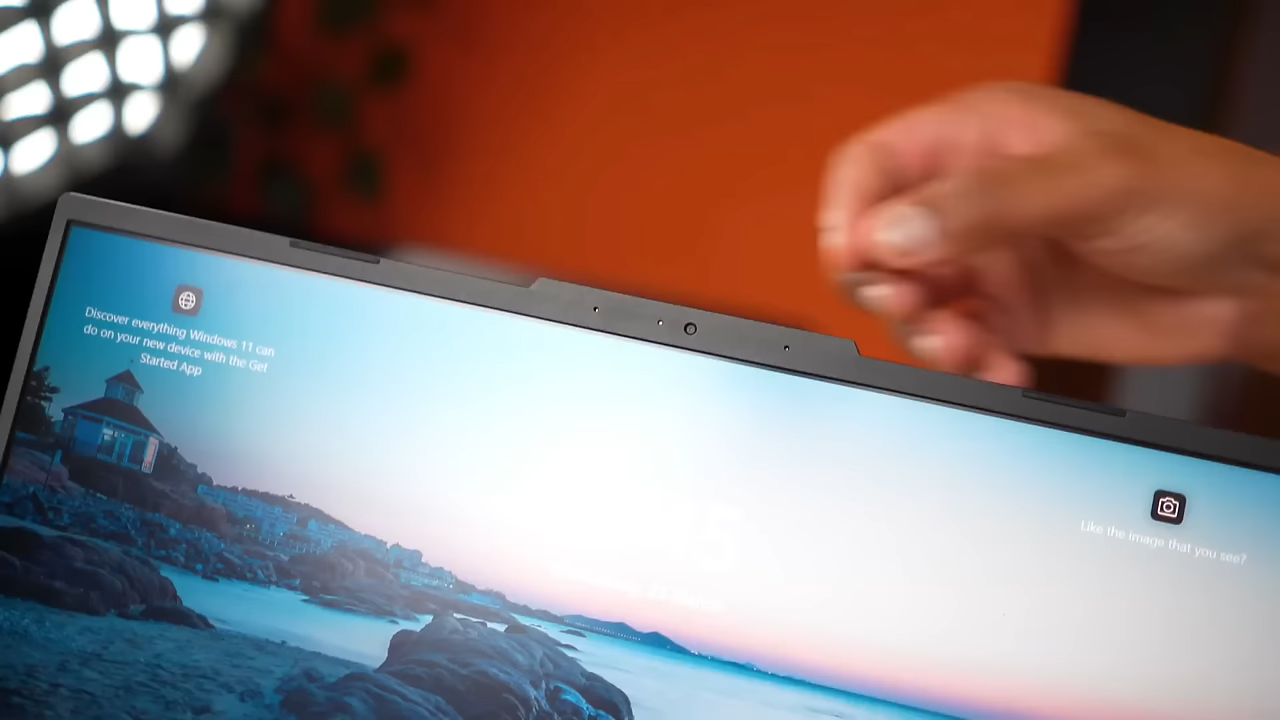 Discover everything Windows 11 can
do on your new device with the Get
Started App
Like the image that you see?